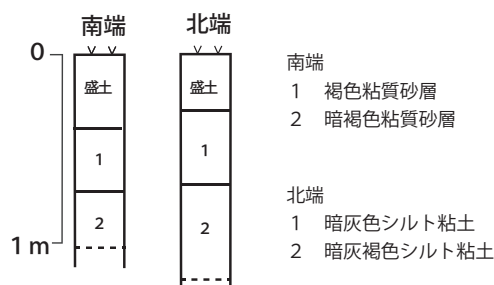 南端 北端
0
盛土 盛土
1 1
2 2
1 m
南端
1 褐色粘質砂層
2 暗褐色粘質砂層
北端
1 暗灰色シルト粘土
2 暗灰褐色シルト粘土